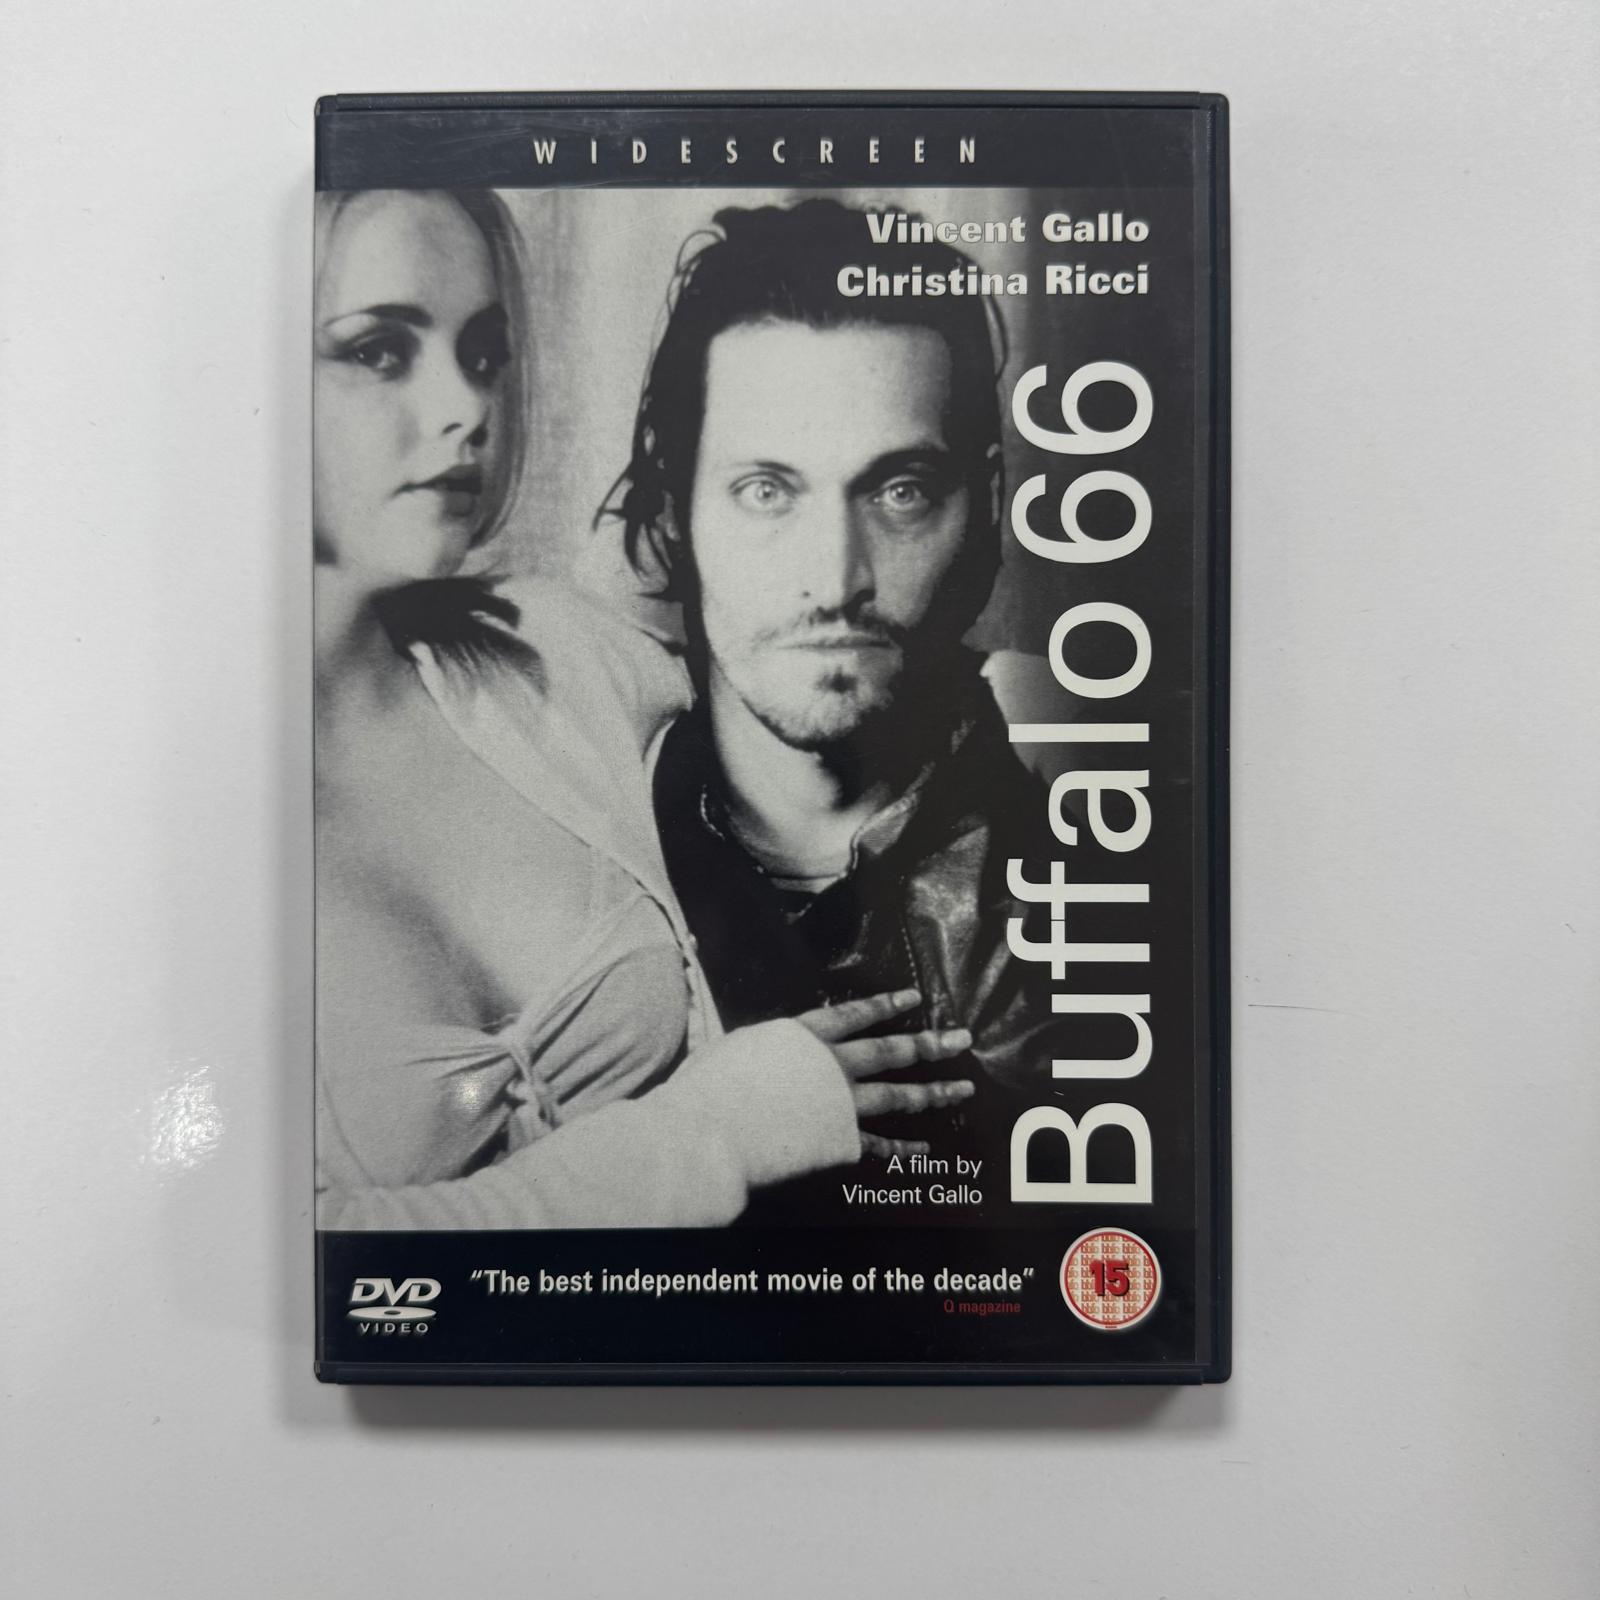 WIDESCREEN
Vincent Gallo
Christina Ricci
Buffalo 66
A film by
Vincent Gallo
DVD
VIDEO
“The best independent movie of the decade”
Q magazine
15